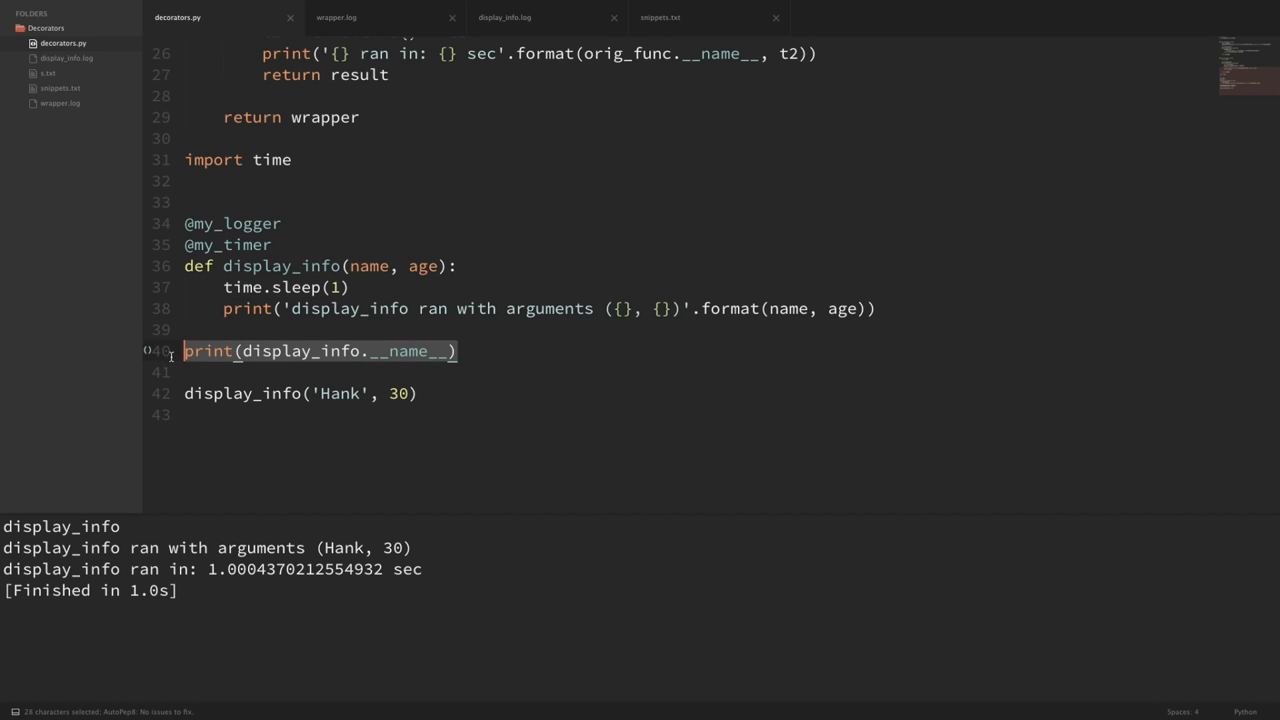 FOLDERS
Decorators
decorators.py
display_info.log
s.txt
snippets.txt
wrapper.log
decorators.py × wrapper.log × display_info.log × snippets.txt ×
26 print('{} ran in: {} sec'.format(orig_func.__name__, t2))
27 return result
28
29 return wrapper
30
31 import time
32
33
34 @my_logger
35 @my_timer
36 def display_info(name, age):
37 time.sleep(1)
38 print('display_info ran with arguments ({}, {})'.format(name, age))
39
() 40 print(display_info.__name__)
41
42 display_info('Hank', 30)
43
display_info
display_info ran with arguments (Hank, 30)
display_info ran in: 1.0004370212554932 sec
[Finished in 1.0s]
28 characters selected; AutoPep8: No issues to fix. Spaces: 4 Python